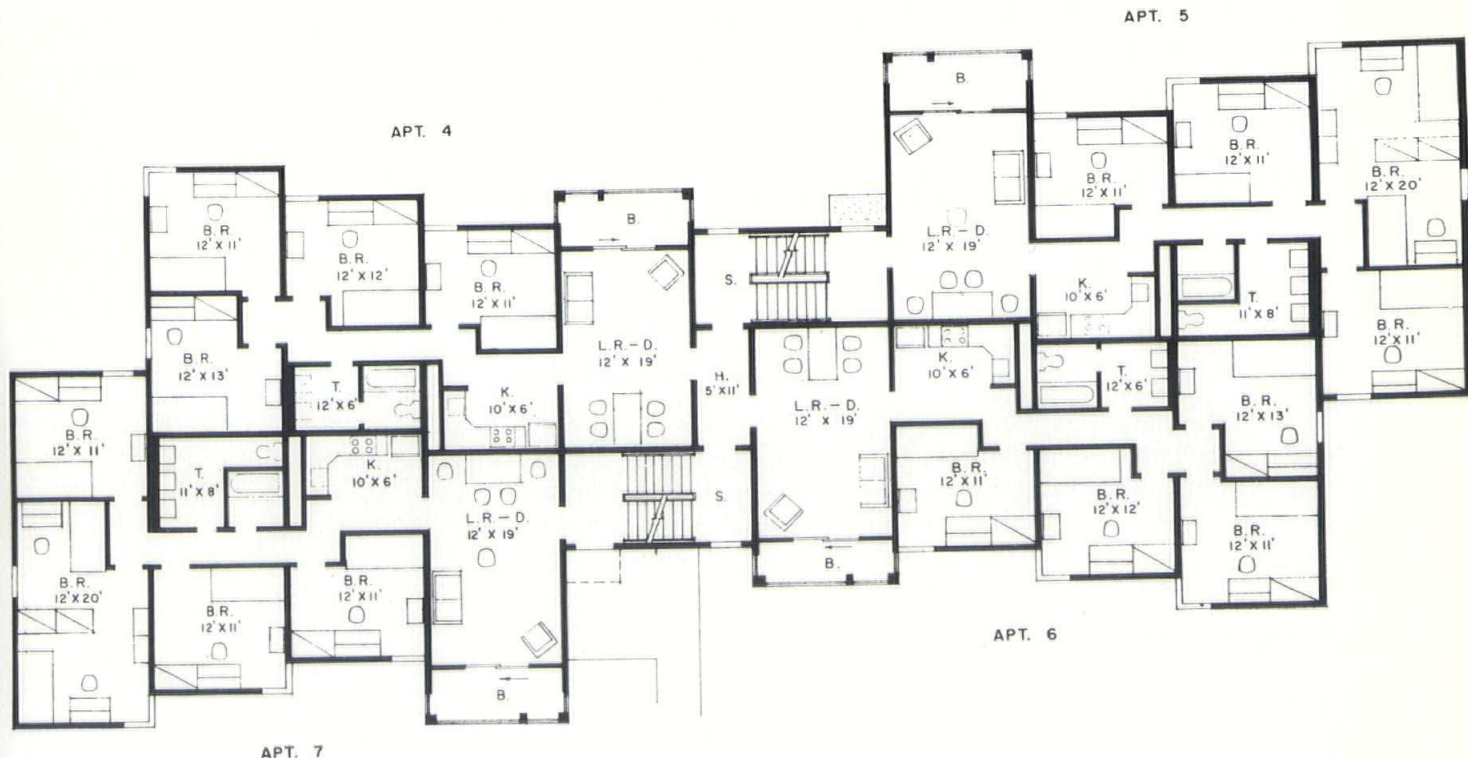 APT. 5
B.
APT. 4
B.R.
12' X 11'
B.R.
12' X 11'
B.R.
12' X 20'
L.R.-D.
12' X 19'
K.
10' X 6'
T.
11' X 8'
B.R.
12' X 11'
B.R
12' X 11'
B.R.
12' X 12'
B.R.
12' X 11'
B.
S.
L.R.-D.
12' X 19'
B.R.
12' X 13'
T.
12' X 6'
K.
10' X 6'
H.
5' X 11'
L.R.-D.
12' X 19'
K.
10' X 6'
T.
12' X 6'
B.R.
12' X 13'
B.R.
12' X 11'
B.R.
12' X 12'
B.R.
12' X 11'
B.
S.
APT. 6
B.R.
12' X 11'
T.
11' X 8'
K.
10' X 6'
L.R.-D.
12' X 19'
B.R.
12' X 20'
B.R.
12' X 11'
B.R.
12' X 11'
B.
APT. 7